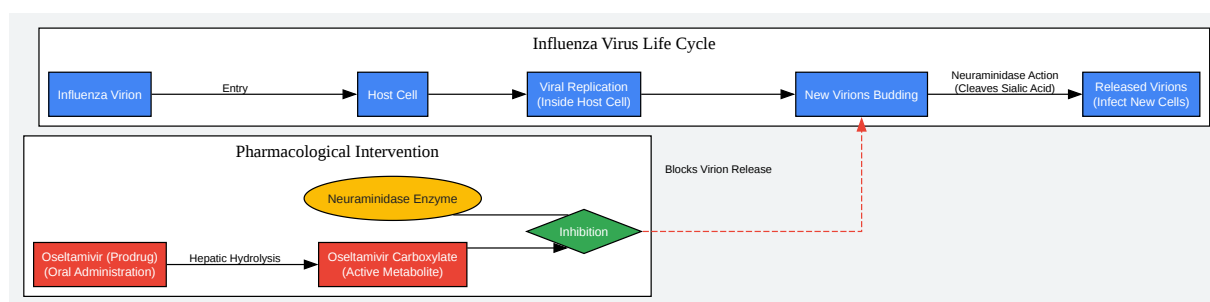 Influenza Virus Life Cycle
Influenza Virion
Entry
Host Cell
Viral Replication
(Inside Host Cell)
New Virions Budding
Neuraminidase Action
(Cleaves Sialic Acid)
Released Virions
(Infect New Cells)
Pharmacological Intervention
Blocks Virion Release
Neuraminidase Enzyme
Inhibition
Oseltamivir (Prodrug)
(Oral Administration)
Hepatic Hydrolysis
Oseltamivir Carboxylate
(Active Metabolite)